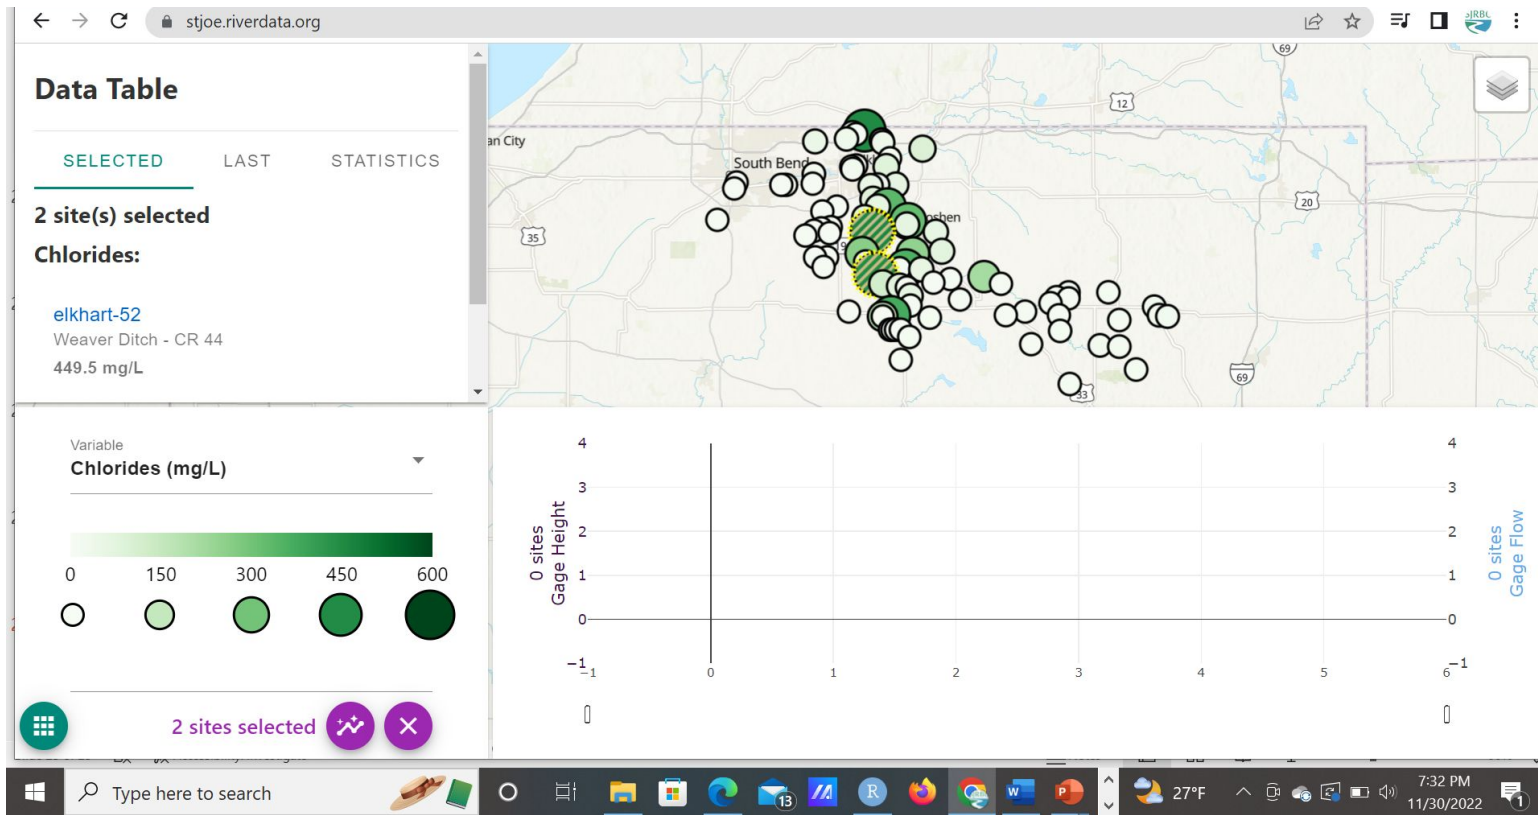 stjoe.riverdata.org
SJRBC
Data Table
SELECTED LAST STATISTICS
2 site(s) selected
Chlorides:
elkhart-52
Weaver Ditch - CR 44
449.5 mg/L
an City
South Bend
oshen
69
12
20
35
9
69
33
Variable
Chlorides (mg/L)
0 150 300 450 600
2 sites selected
0 sites
Gage Height
4
3
2
1
0
−1
−1 0 1 2 3 4 5 6
4
3
2
1
0
−1
0 sites
Gage Flow
Type here to search
13
R
W
P
27°F
7:32 PM
11/30/2022
1